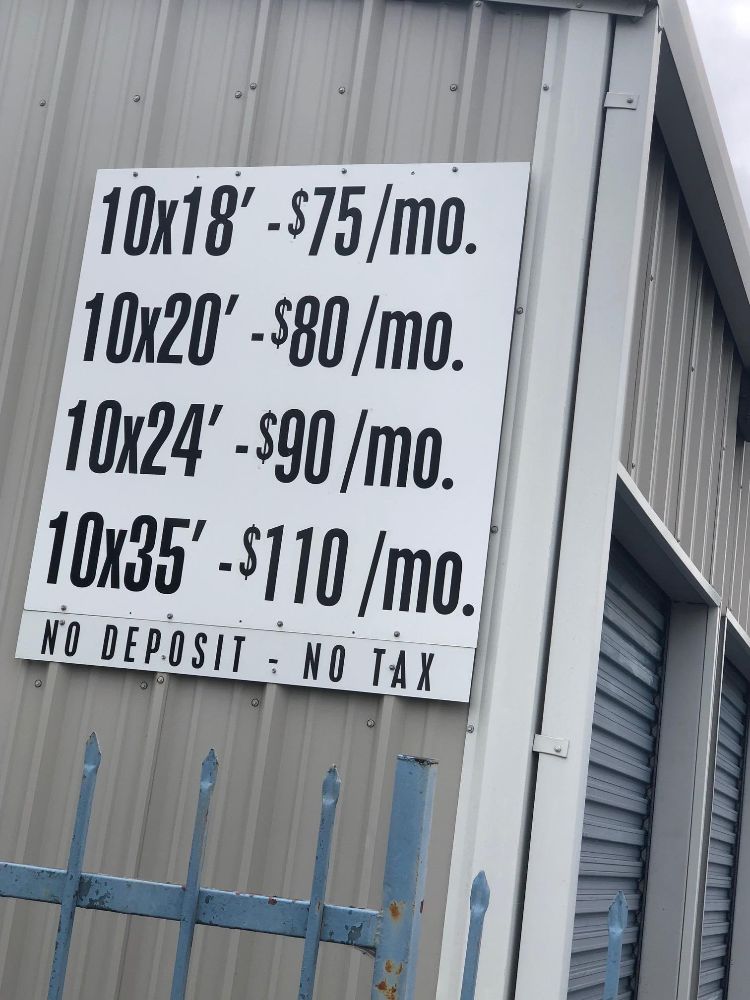 10x18' - $75/mo.
10x20' - $80/mo.
10x24' - $90/mo.
10x35' - $110/mo.
NO DEPOSIT - NO TAX